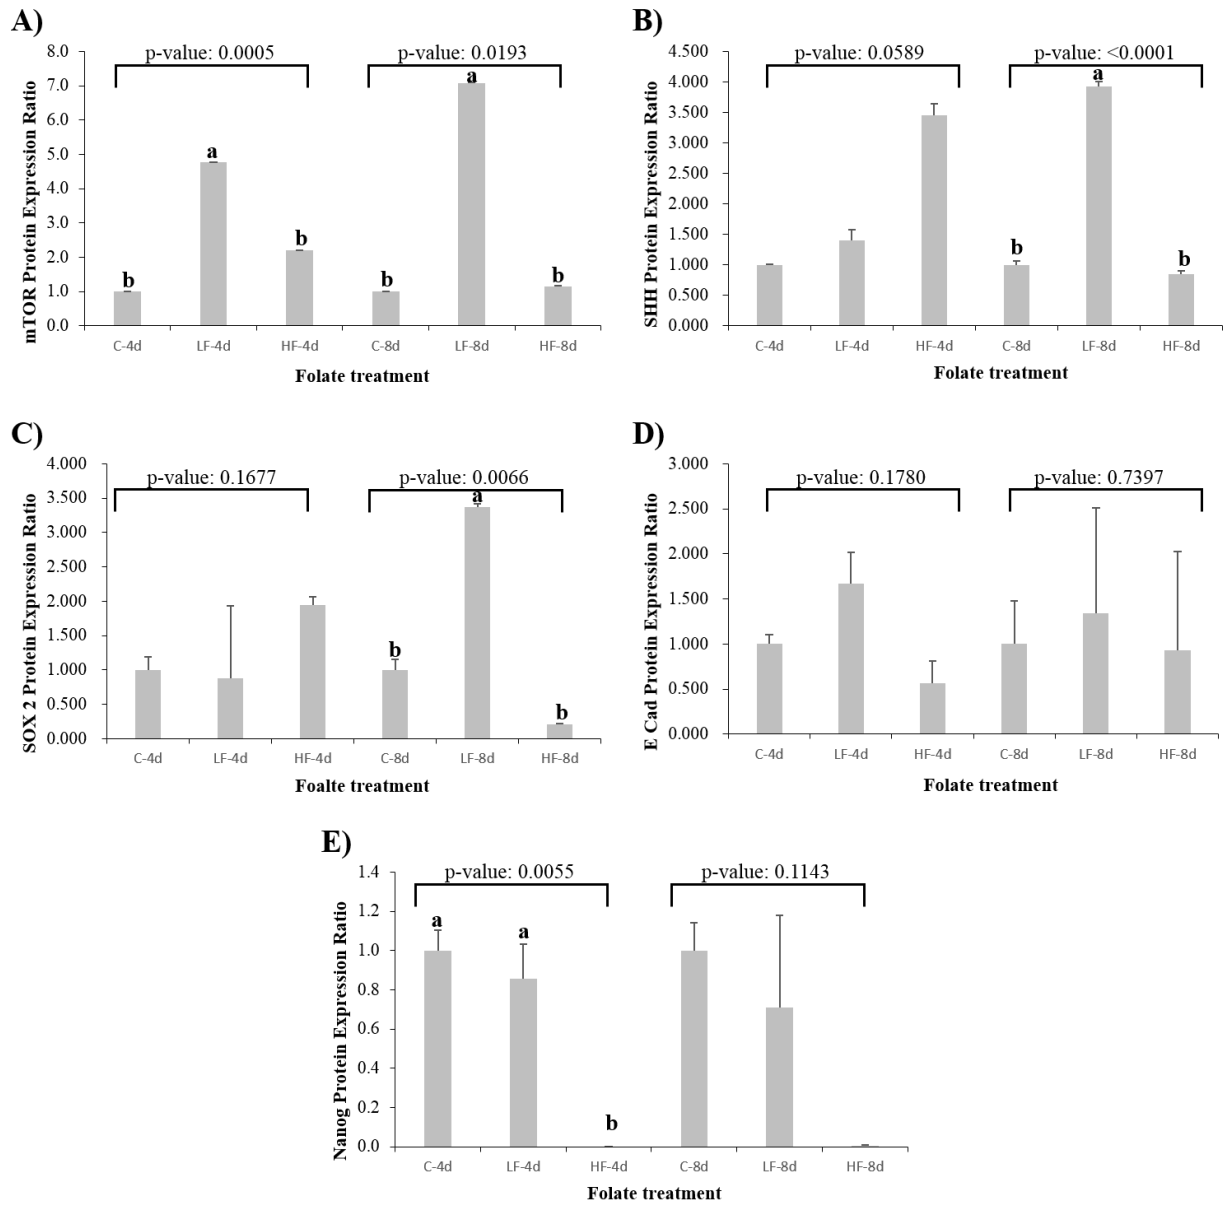 A)
p-value: 0.0005
p-value: 0.0193
mTOR Protein Expression Ratio
8.0
7.0
6.0
5.0
4.0
3.0
2.0
1.0
0.0
b
a
b
b
a
b
C-4d LF-4d HF-4d C-8d LF-8d HF-8d
Folate treatment
B)
p-value: 0.0589
p-value: <0.0001
SHH Protein Expression Ratio
4.500
4.000
3.500
3.000
2.500
2.000
1.500
1.000
0.500
0.000
b
a
b
C-4d LF-4d HF-4d C-8d LF-8d HF-8d
Folate treatment
C)
p-value: 0.1677
p-value: 0.0066
SOX 2 Protein Expression Ratio
4.000
3.500
3.000
2.500
2.000
1.500
1.000
0.500
0.000
b
a
b
C-4d LF-4d HF-4d C-8d LF-8d HF-8d
Foalte treatment
D)
p-value: 0.1780
p-value: 0.7397
E Cad Protein Expression Ratio
3.000
2.500
2.000
1.500
1.000
0.500
0.000
C-4d LF-4d HF-4d C-8d LF-8d HF-8d
Folate treatment
E)
p-value: 0.0055
p-value: 0.1143
Nanog Protein Expression Ratio
1.4
1.2
1.0
0.8
0.6
0.4
0.2
0.0
a
a
b
C-4d LF-4d HF-4d C-8d LF-8d HF-8d
Folate treatment